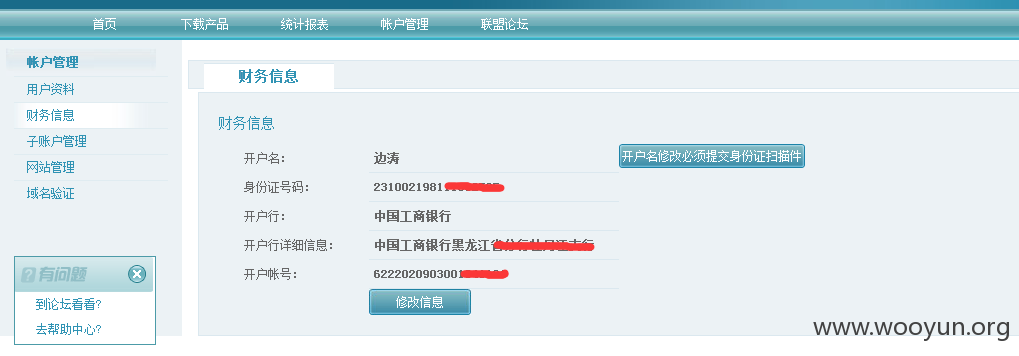 首页 下载产品 统计报表 帐户管理 联盟论坛
帐户管理
用户资料
财务信息
子账户管理
网站管理
域名验证
有问题
到论坛看看?
去帮助中心?
财务信息
财务信息
开户名: 边涛 开户名修改必须提交身份证扫描件
身份证号码: 2310021981
开户行: 中国工商银行
开户行详细信息: 中国工商银行黑龙江省
开户帐号: 6222020903001
修改信息
www.wooyun.org